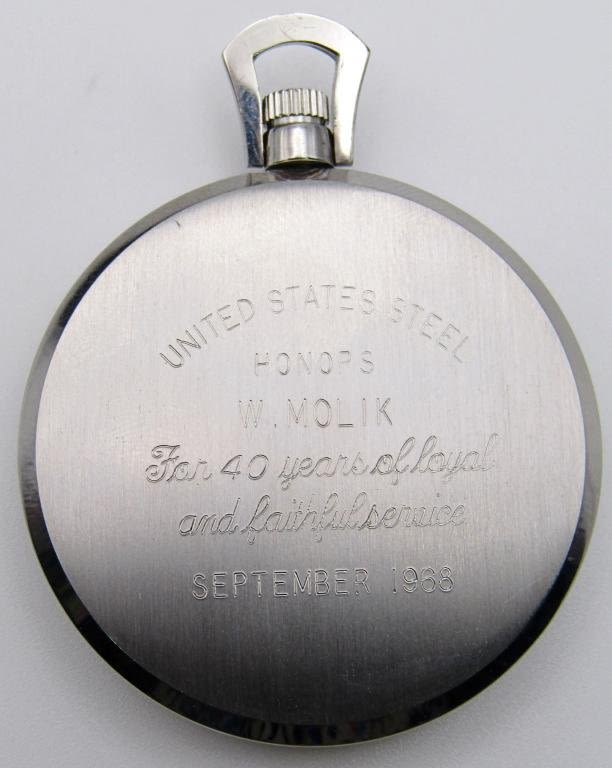 UNITED STATES STEEL
HONORS
W. MOLIK
For 40 years of loyal
and faithful service
SEPTEMBER 1968